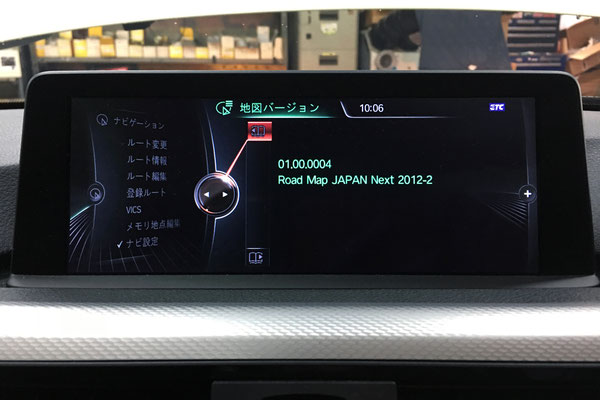 地図バージョン
10:06
ETC
ナビゲーション
ルート変更
ルート情報
ルート編集
登録ルート
VICS
メモリ地点編集
ナビ設定
01.00.0004
Road Map JAPAN Next 2012-2